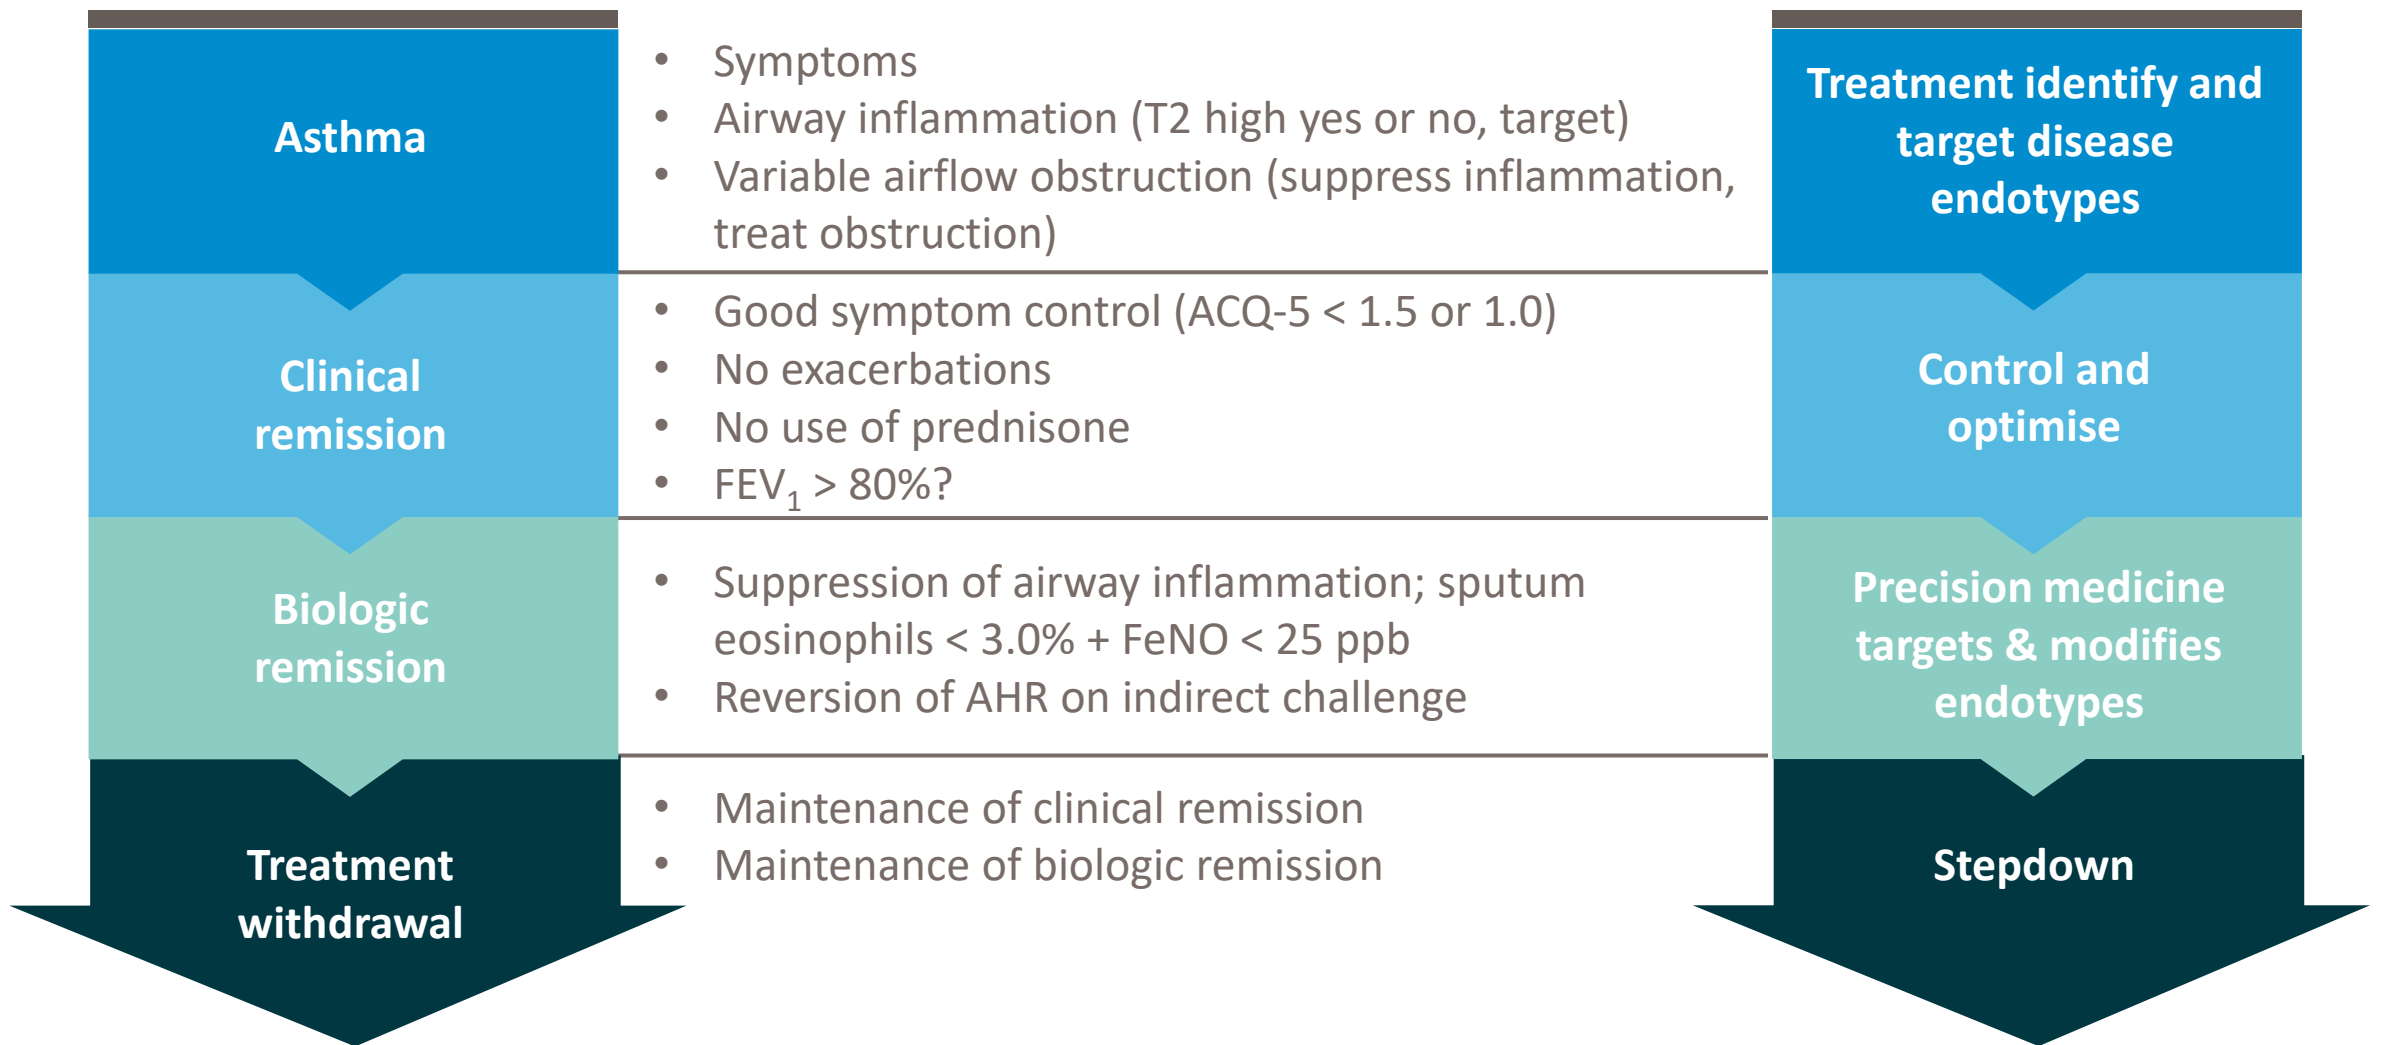 Asthma
• Symptoms
• Airway inflammation (T2 high yes or no, target)
• Variable airflow obstruction (suppress inflammation,
treat obstruction)
Treatment identify and
target disease
endotypes
Clinical
remission
• Good symptom control (ACQ-5 < 1.5 or 1.0)
• No exacerbations
• No use of prednisone
• FEV₁ > 80%?
Control and
optimise
Biologic
remission
• Suppression of airway inflammation; sputum
eosinophils < 3.0% + FeNO < 25 ppb
• Reversion of AHR on indirect challenge
Precision medicine
targets & modifies
endotypes
Treatment
withdrawal
• Maintenance of clinical remission
• Maintenance of biologic remission
Stepdown